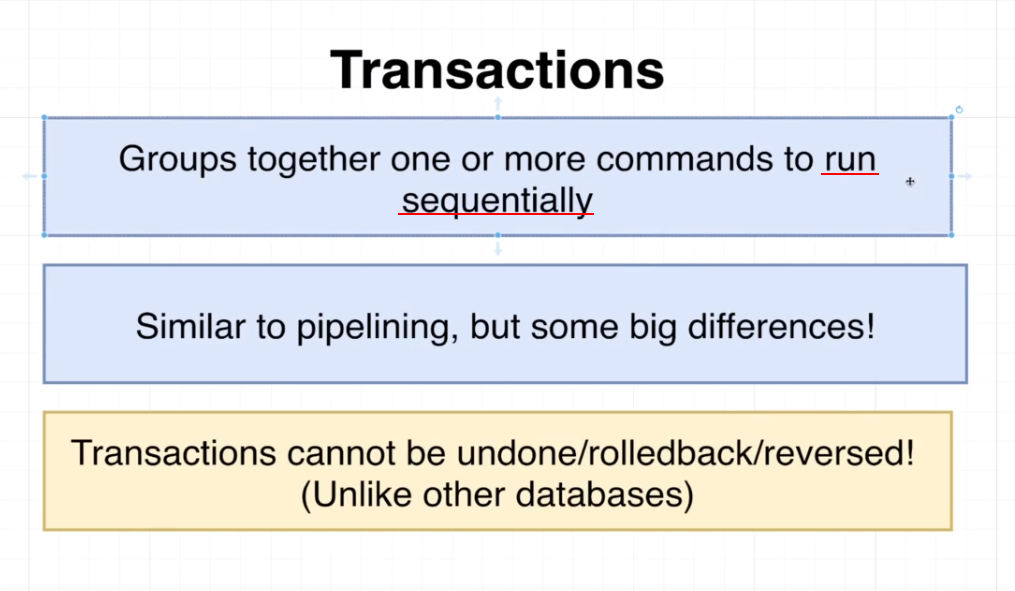 Transactions
Groups together one or more commands to run
sequentially
Similar to pipelining, but some big differences!
Transactions cannot be undone/rolledback/reversed!
(Unlike other databases)